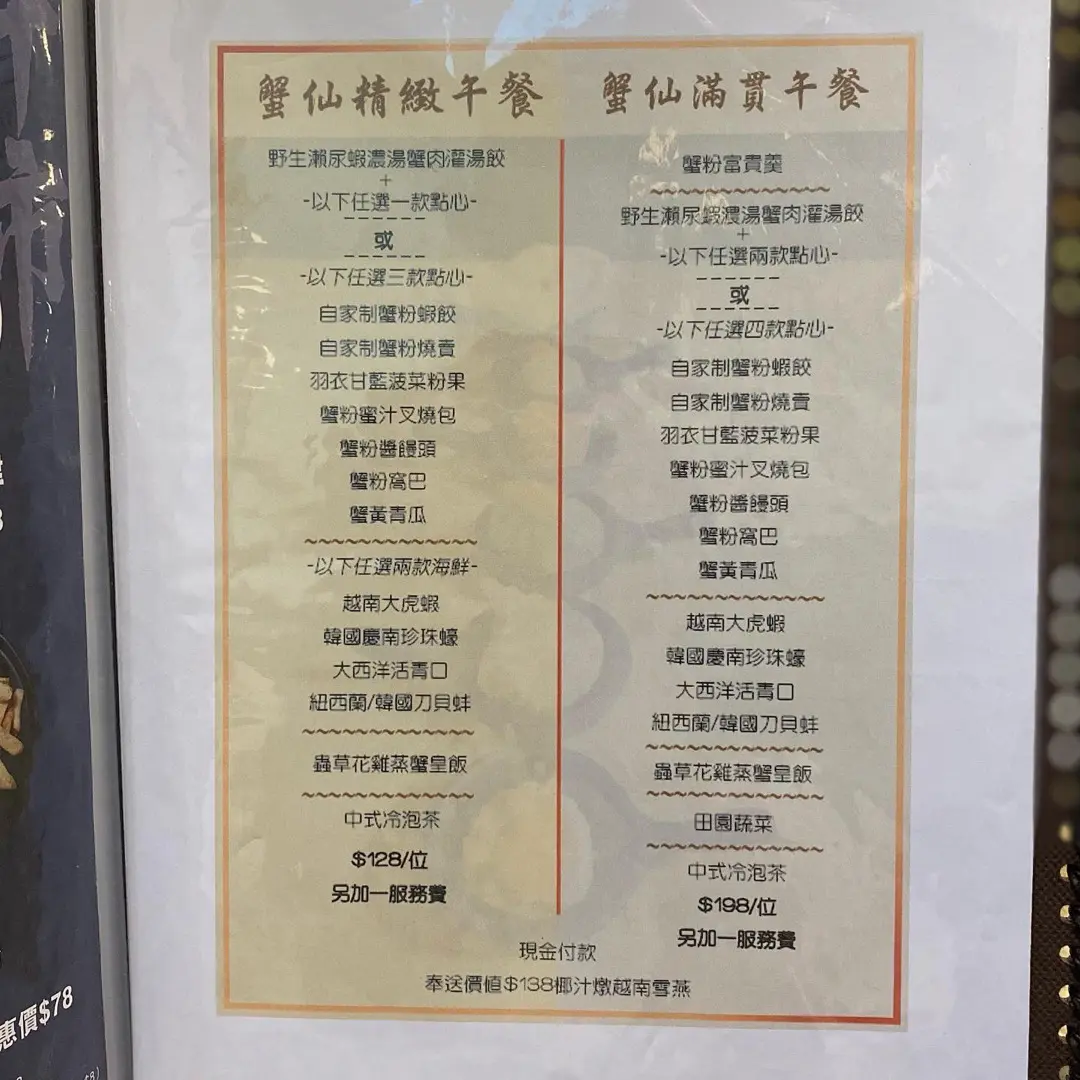 蟹仙精緻午餐
野生瀨尿蝦濃湯蟹肉灌湯餃
+
-以下任選一款點心-
或
-以下任選三款點心-
自家制蟹粉蝦餃
自家制蟹粉燒賣
羽衣甘藍菠菜粉果
蟹粉蜜汁叉燒包
蟹粉醬饅頭
蟹粉窩巴
蟹黃青瓜
-以下任選兩款海鮮-
越南大虎蝦
韓國慶南珍珠蠔
大西洋活青口
紐西蘭/韓國刀貝蚌
蟲草花雞蒸蟹皇飯
中式冷泡茶
$128/位
另加一服務費
蟹仙滿貫午餐
蟹粉富貴羹
野生瀨尿蝦濃湯蟹肉灌湯餃
+
-以下任選兩款點心-
或
-以下任選四款點心-
自家制蟹粉蝦餃
自家制蟹粉燒賣
羽衣甘藍菠菜粉果
蟹粉蜜汁叉燒包
蟹粉醬饅頭
蟹粉窩巴
蟹黃青瓜
越南大虎蝦
韓國慶南珍珠蠔
大西洋活青口
紐西蘭/韓國刀貝蚌
蟲草花雞蒸蟹皇飯
田園蔬菜
中式冷泡茶
$198/位
另加一服務費
現金付款
奉送價值$138椰汁燉越南雪燕
惠價$78